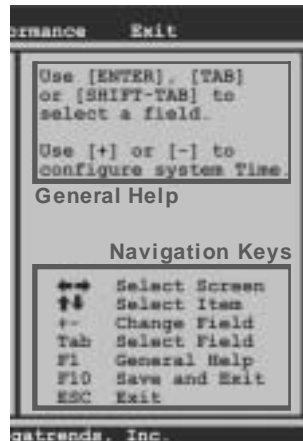 ormance Exit
Use [ENTER], [TAB]
or [SHIFT-TAB] to
select a field.
Use [+] or [-] to
configure system Time.
General Help
Navigation Keys
←→ Select Screen
↑↓ Select Item
+- Change Field
Tab Select Field
F1 General Help
F10 Save and Exit
ESC Exit
gatrends, Inc.